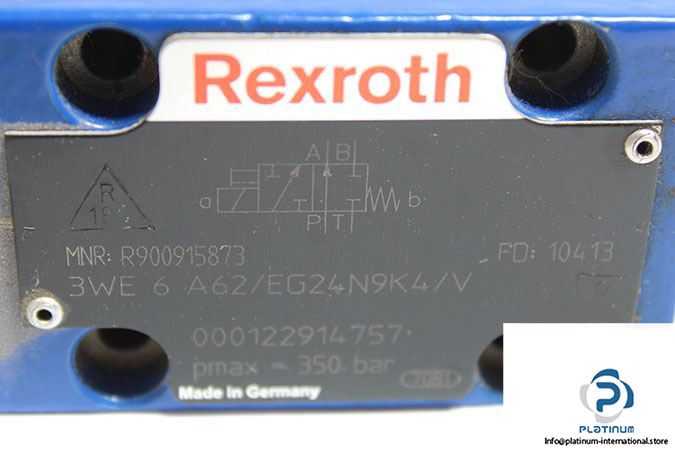 Rexroth
A B
a b
P T
R
MNR: R900915873
FD: 10413
3WE 6 A62/EG24N9K4/V
000122914757
pmax = 350 bar
Made in Germany
PLATINUM
Info@platinum-international.store